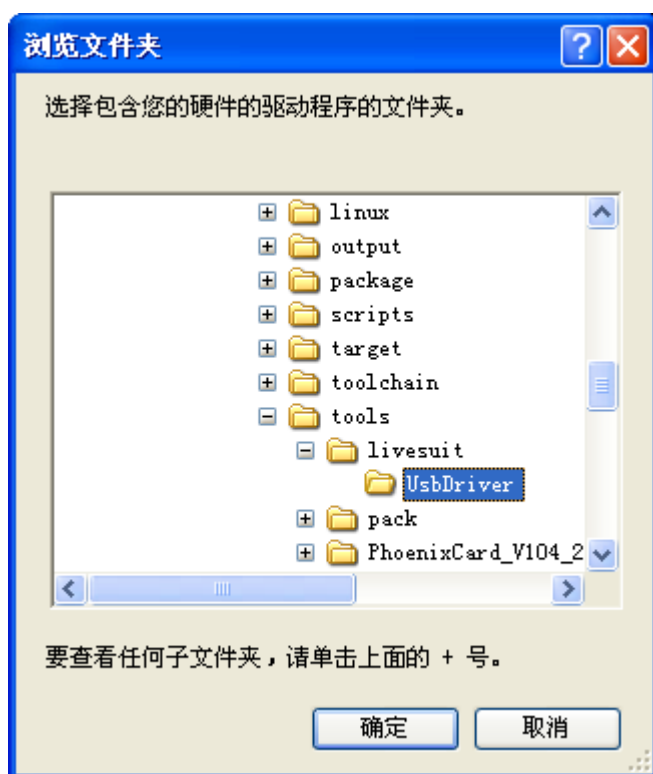 浏览文件夹
选择包含您的硬件的驱动程序的文件夹。
linux
output
package
scripts
target
toolchain
tools
livesuit
UsbDriver
pack
PhoenixCard_V104_2
要查看任何子文件夹，请单击上面的 + 号。
确定 取消